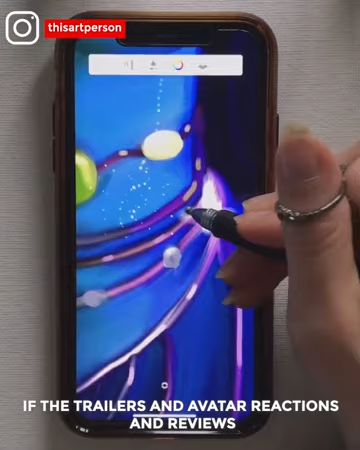 thisartperson
IF THE TRAILERS AND AVATAR REACTIONS
AND REVIEWS